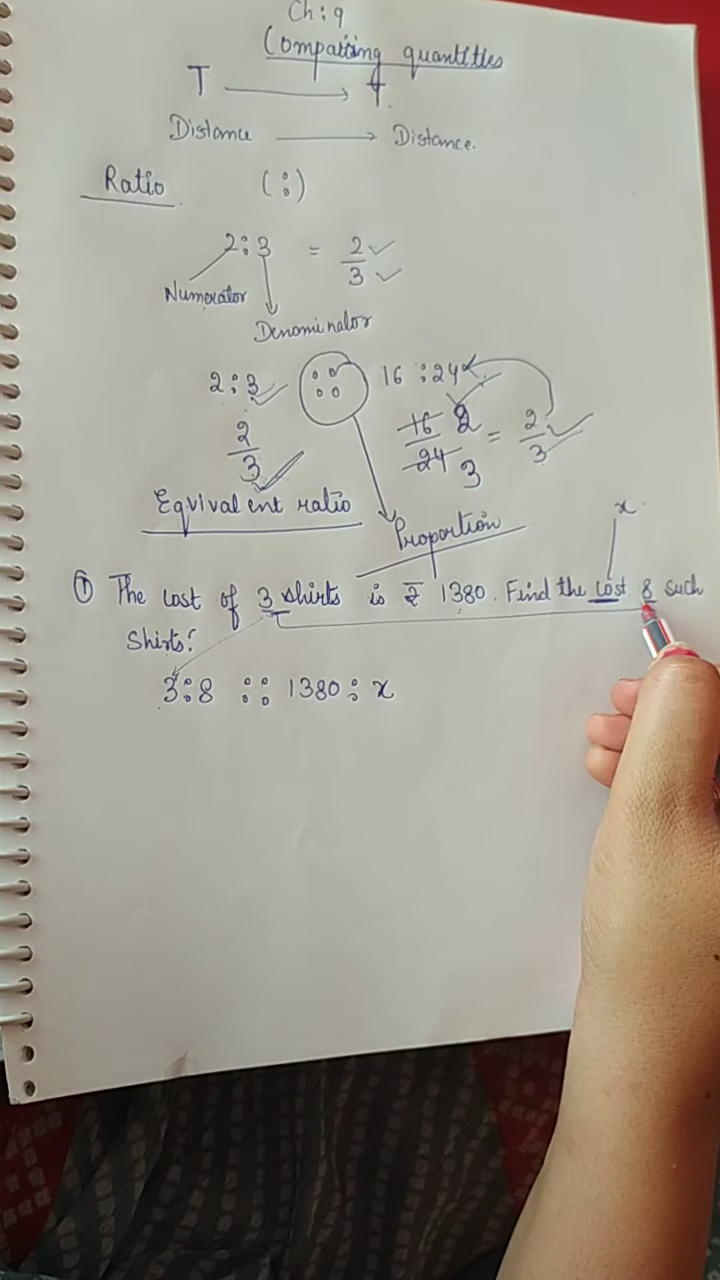 Ch: 9
Comparing quantities
T → T.
Distance → Distance.
Ratio (:)
2:3 = 2/3
Numerator
Denominator
2:3 :: 16:24
2/3 16/24 2/3 = 2/3
Equivalent ratio
Proportion
x
① The cost of 3 shirts is ₹ 1380. Find the cost 8 such
Shirts?
3:8 :: 1380 : x